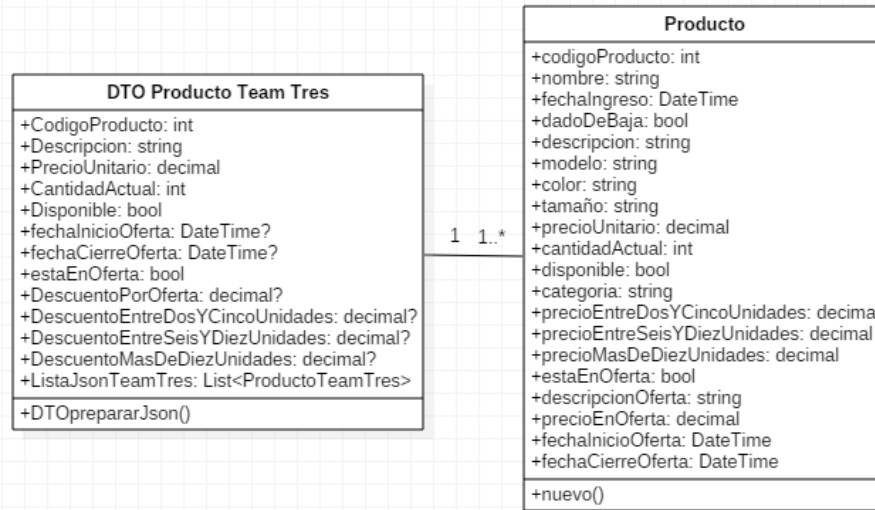 DTO Producto Team Tres
+CodigoProducto: int
+Descripcion: string
+PrecioUnitario: decimal
+CantidadActual: int
+Disponible: bool
+fechaInicioOferta: DateTime?
+fechaCierreOferta: DateTime?
+estaEnOferta: bool
+DescuentoPorOferta: decimal?
+DescuentoEntreDosYCincoUnidades: decimal?
+DescuentoEntreSeisYDiezUnidades: decimal?
+DescuentoMasDeDiezUnidades: decimal?
+ListaJsonTeamTres: List<ProductoTeamTres>
+DTOprepararJson()
1 1..*
Producto
+codigoProducto: int
+nombre: string
+fechaIngreso: DateTime
+dadoDeBaja: bool
+descripcion: string
+modelo: string
+color: string
+tamaño: string
+precioUnitario: decimal
+cantidadActual: int
+disponible: bool
+categoria: string
+precioEntreDosYCincoUnidades: decima
+precioEntreSeisYDiezUnidades: decimal
+precioMasDeDiezUnidades: decimal
+estaEnOferta: bool
+descripcionOferta: string
+precioEnOferta: decimal
+fechaInicioOferta: DateTime
+fechaCierreOferta: DateTime
+nuevo()